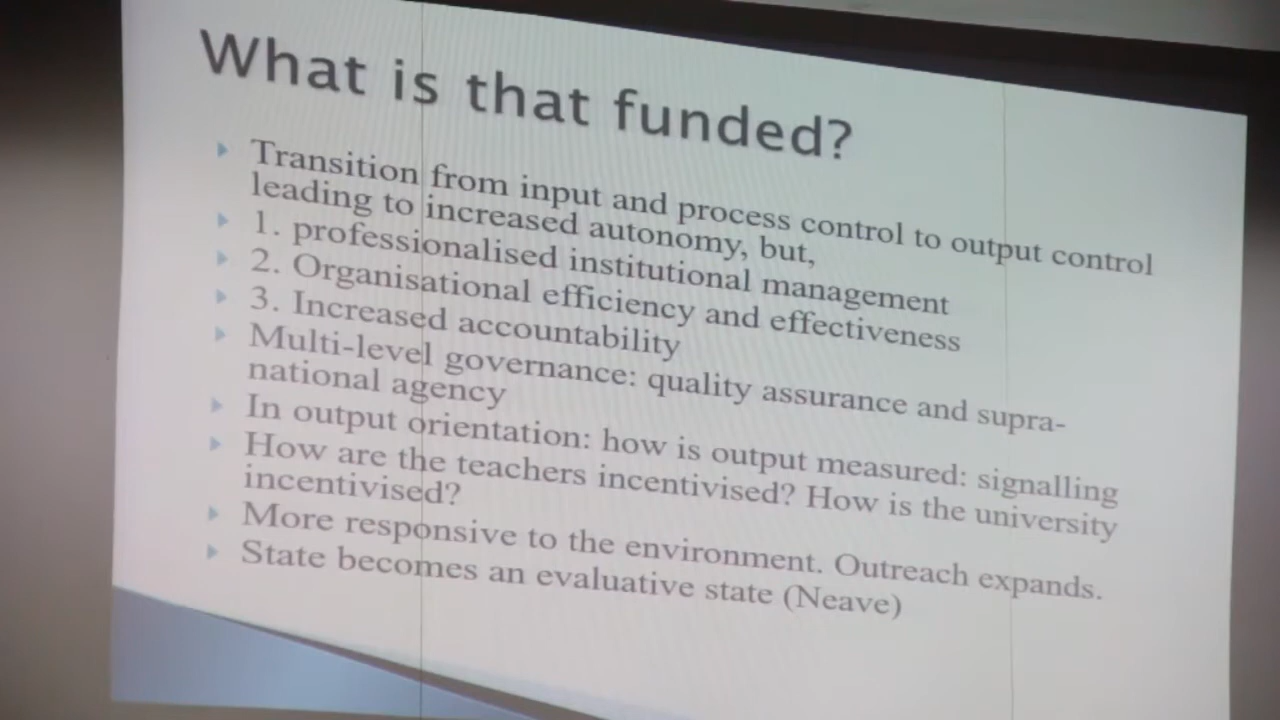 What is that funded?
Transition from input and process control to output control
leading to increased autonomy, but,
1. professionalised institutional management
2. Organisational efficiency and effectiveness
3. Increased accountability
Multi-level governance: quality assurance and supra-
national agency
In output orientation: how is output measured: signalling
How are the teachers incentivised? How is the university
incentivised?
More responsive to the environment. Outreach expands.
State becomes an evaluative state (Neave)